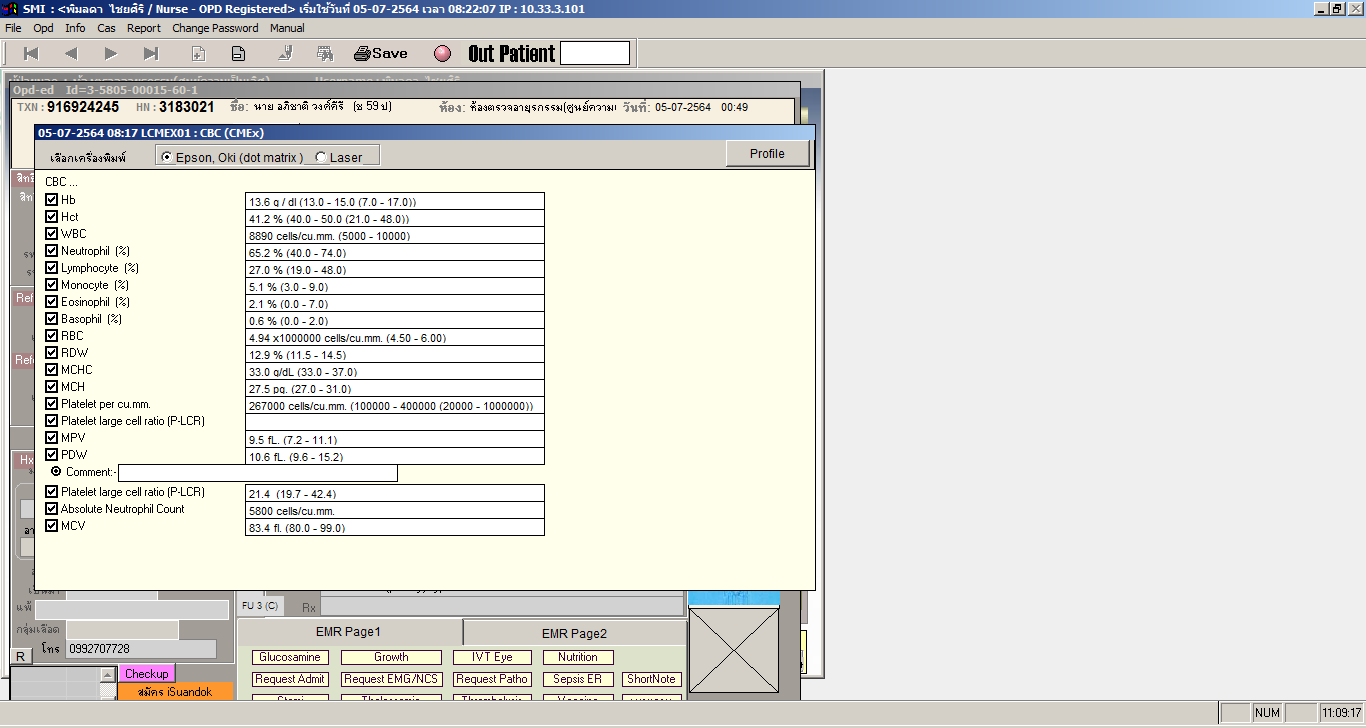 SMI : <พิมลดา ไชยศิริ / Nurse - OPD Registered> เริ่มใช้วันที่ 05-07-2564 เวลา 08:22:07 IP : 10.33.3.101
File Opd Info Cas Report Change Password Manual
Save Out Patient
Opd-ed Id=3-5805-00015-60-1
TXN : 916924245 HN : 3183021 ชื่อ: นาย อภิชาติ วงศ์คีรี (ช 59 ป) ห้อง: ห้องตรวจอายุรกรรม(ศูนย์ความ วันที่: 05-07-2564 00:49
05-07-2564 08:17 LCMEX01 : CBC (CMEx)
เลือกเครื่องพิมพ์ Epson, Oki (dot matrix ) Laser Profile
CBC ...
Hb 13.6 g / dl (13.0 - 15.0 (7.0 - 17.0))
Hct 41.2 % (40.0 - 50.0 (21.0 - 48.0))
WBC 8890 cells/cu.mm. (5000 - 10000)
Neutrophil (%) 65.2 % (40.0 - 74.0)
Lymphocyte (%) 27.0 % (19.0 - 48.0)
Monocyte (%) 5.1 % (3.0 - 9.0)
Eosinophil (%) 2.1 % (0.0 - 7.0)
Basophil (%) 0.6 % (0.0 - 2.0)
RBC 4.94 x1000000 cells/cu.mm. (4.50 - 6.00)
RDW 12.9 % (11.5 - 14.5)
MCHC 33.0 g/dL (33.0 - 37.0)
MCH 27.5 pg. (27.0 - 31.0)
Platelet per cu.mm. 267000 cells/cu.mm. (100000 - 400000 (20000 - 1000000))
Platelet large cell ratio (P-LCR)
MPV 9.5 fL. (7.2 - 11.1)
PDW 10.6 fL. (9.6 - 15.2)
Comment:-
Platelet large cell ratio (P-LCR) 21.4 (19.7 - 42.4)
Absolute Neutrophil Count 5800 cells/cu.mm.
MCV 83.4 fl. (80.0 - 99.0)
Hx
แพ้ FU 3 (C) Rx
กลุ่มเลือด EMR Page1 EMR Page2
R โทร 0992707728
Glucosamine Growth IVT Eye Nutrition
Checkup Request Admit Request EMG/NCS Request Patho Sepsis ER ShortNote
สมัคร iSuandok
NUM 11:09:17